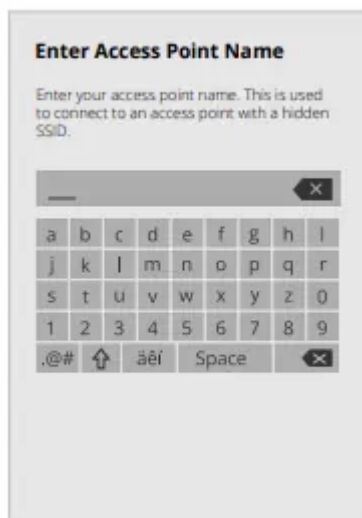 Enter Access Point Name
Enter your access point name. This is used
to connect to an access point with a hidden
SSID.
a b c d e f g h I
j k l m n o p q r
s t u v w x y z 0
1 2 3 4 5 6 7 8 9
.@# äêí Space